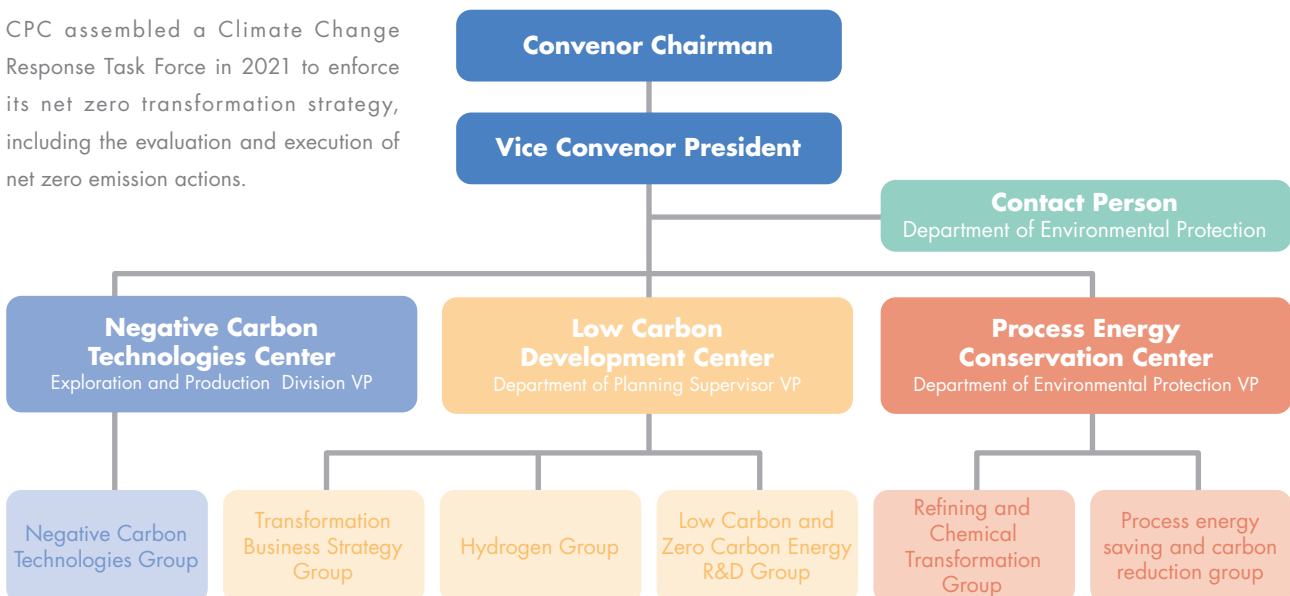 CPC assembled a Climate Change
Response Task Force in 2021 to enforce
its net zero transformation strategy,
including the evaluation and execution of
net zero emission actions.
Convenor Chairman
Vice Convenor President
Contact Person
Department of Environmental Protection
Negative Carbon
Technologies Center
Exploration and Production Division VP
Low Carbon
Development Center
Department of Planning Supervisor VP
Process Energy
Conservation Center
Department of Environmental Protection VP
Negative Carbon
Technologies Group
Transformation
Business Strategy
Group
Hydrogen Group
Low Carbon and
Zero Carbon Energy
R&D Group
Refining and
Chemical
Transformation
Group
Process energy
saving and carbon
reduction group